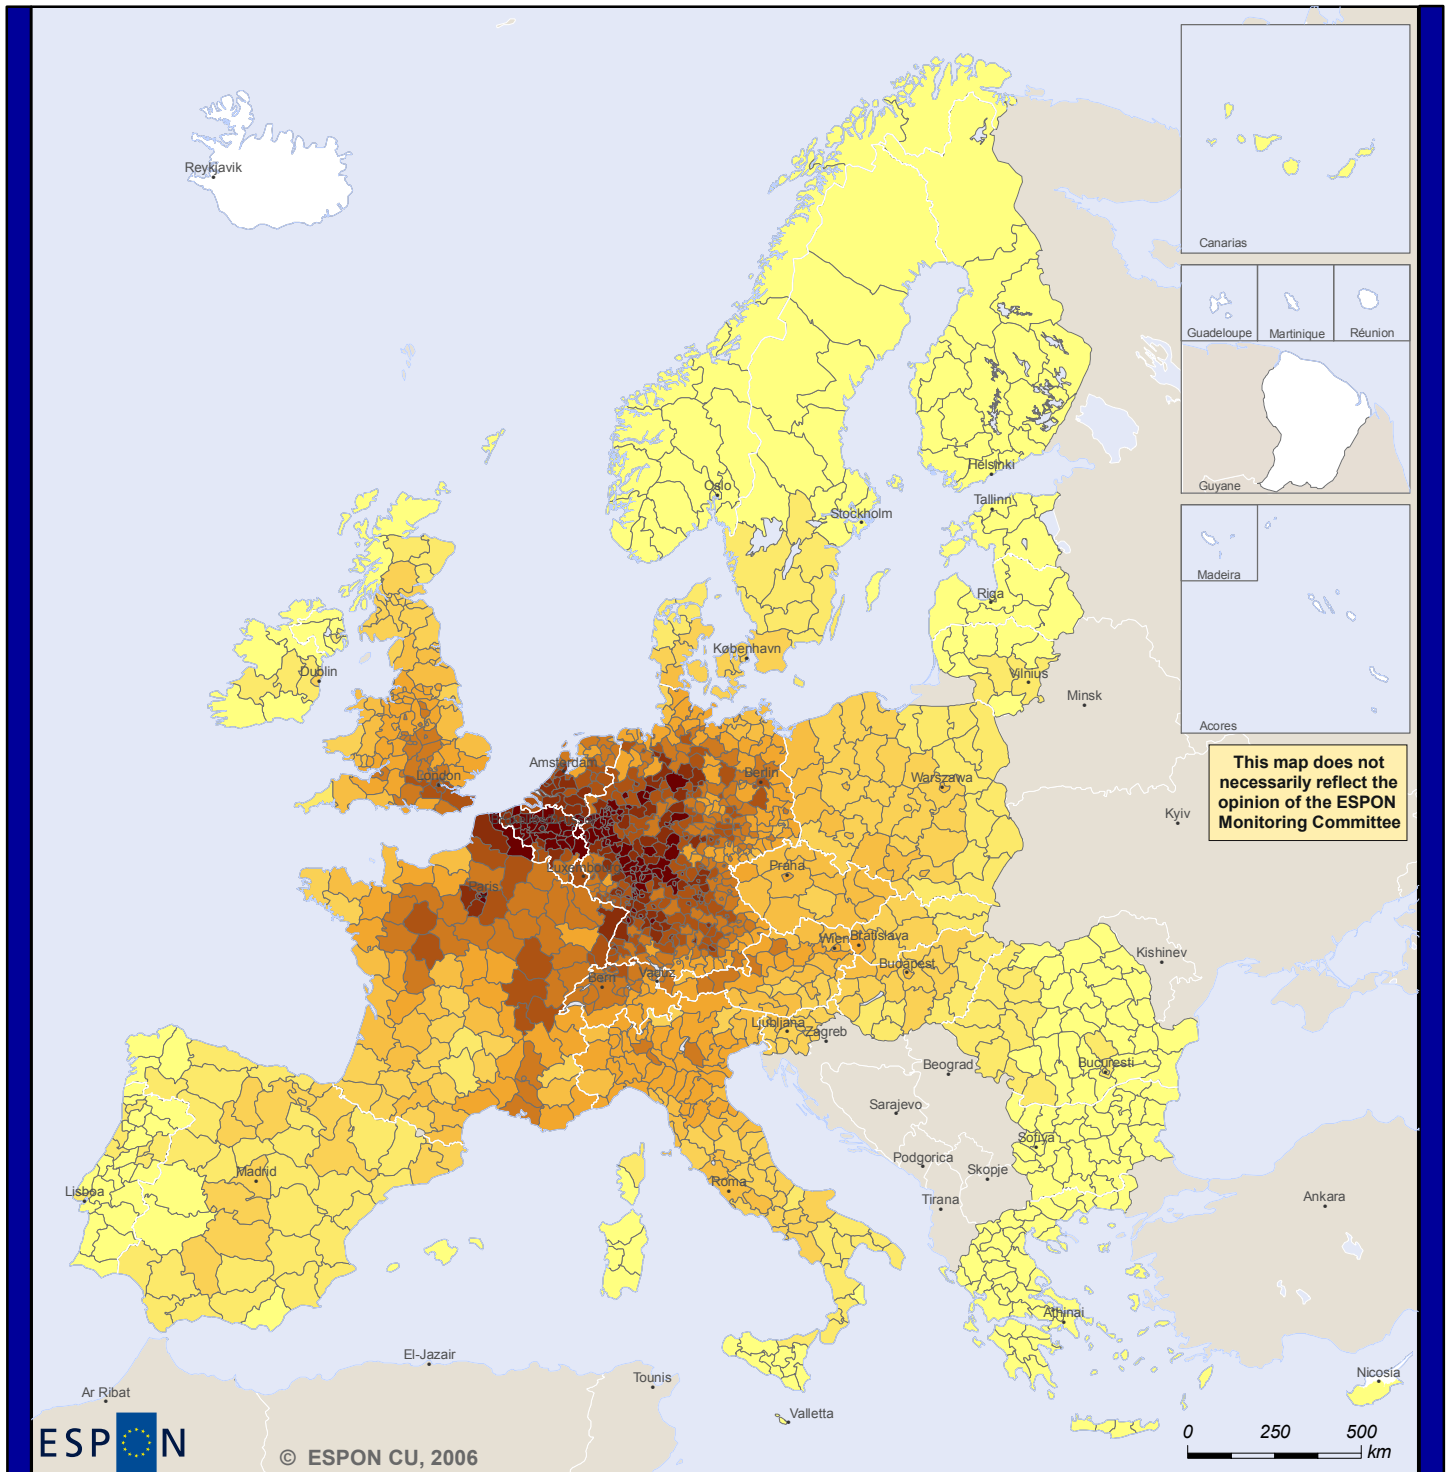 Reykjavik
Canarias
Guadeloupe
Martinique
Réunion
Guyane
Helsinki
Oslo
Tallinn
Stockholm
Madeira
Riga
København
Dublin
Vilnius
Minsk
Acores
This map does not
necessarily reflect the
opinion of the ESPON
Monitoring Committee
Amsterdam
London
Berlin
Warszawa
Kyiv
Luxembourg
Praha
Paris
Wien
Bratislava
Kishinev
Budapest
Bern
Vaduz
Ljubljana
Zagreb
Beograd
Bucuresti
Sarajevo
Sofiya
Podgorica
Skopje
Madrid
Roma
Lisboa
Tirana
Ankara
Athinai
El-Jazair
Tounis
Nicosia
Ar Ribat
Valletta
ESPON
© ESPON CU, 2006
0 250 500
km